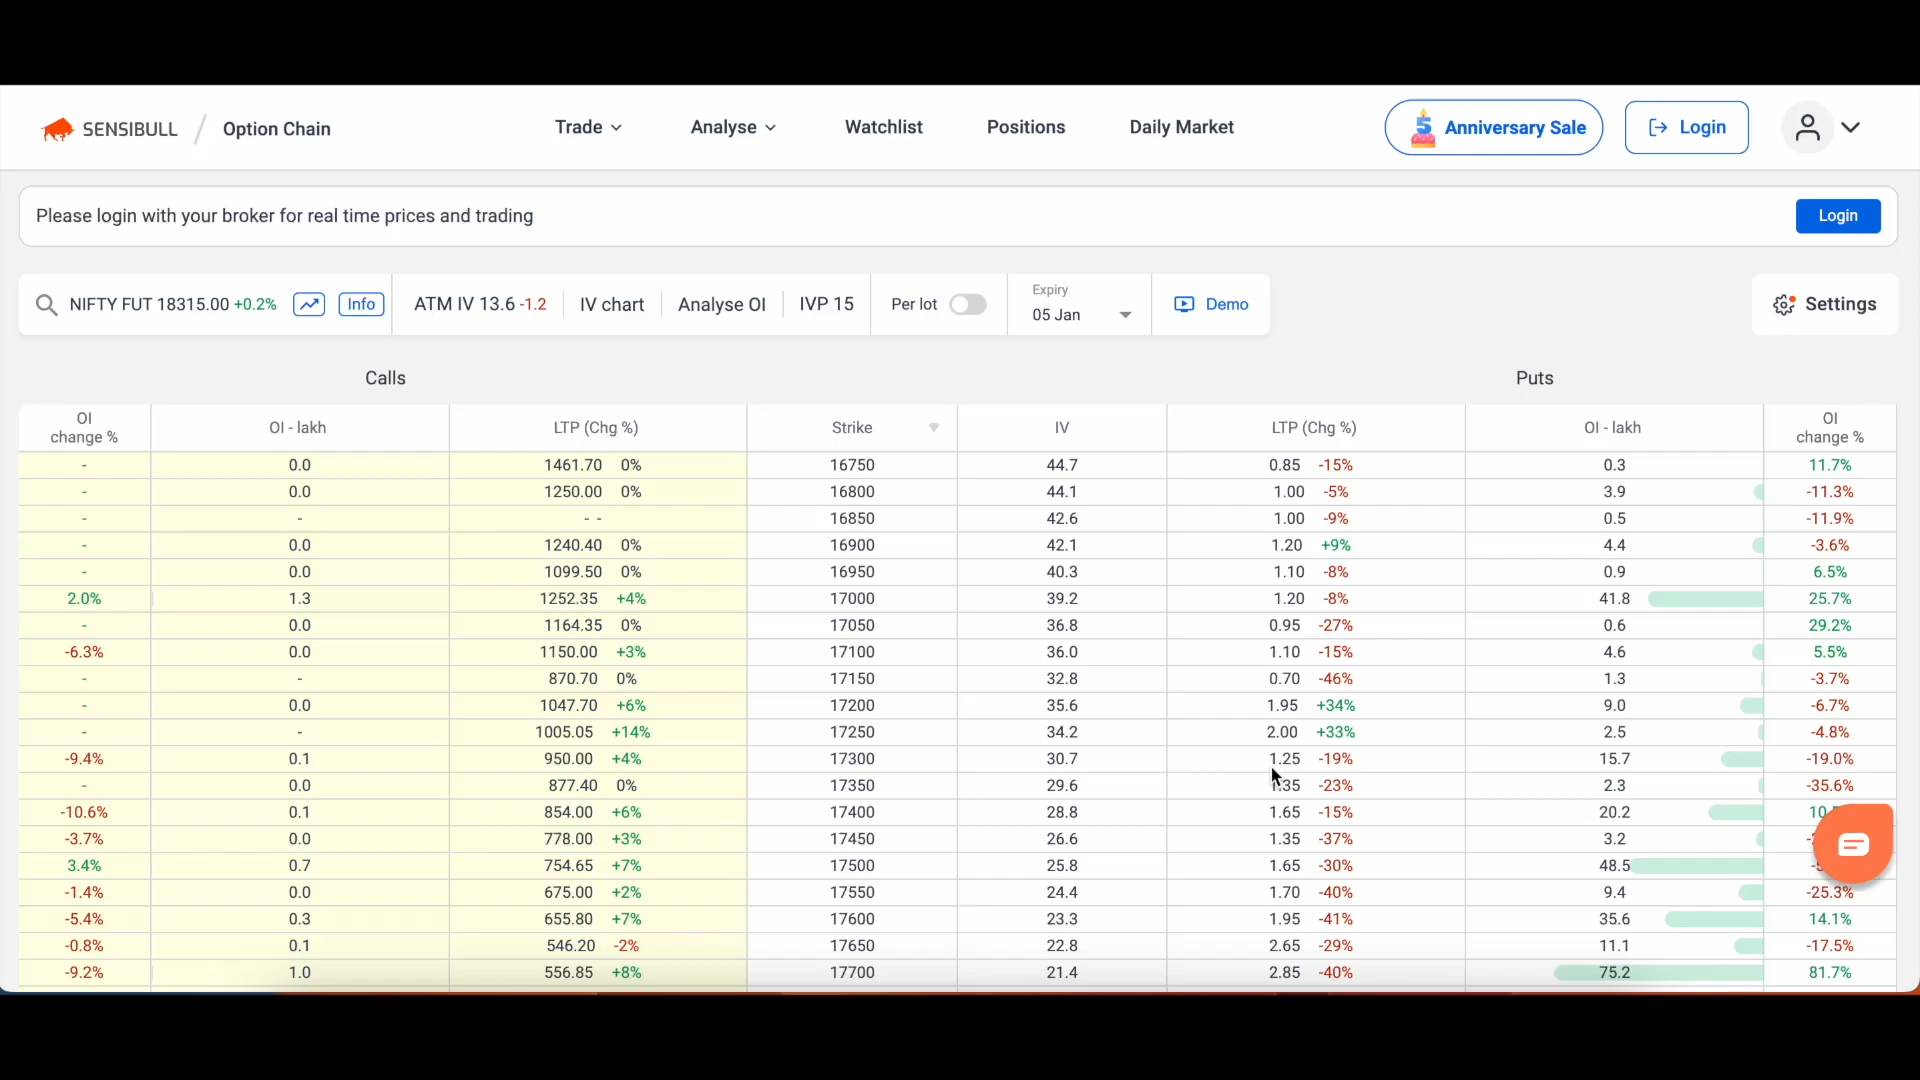 SENSIBULL / Option Chain Trade Analyse Watchlist Positions Daily Market 5 Anniversary Sale Login
Please login with your broker for real time prices and trading Login
NIFTY FUT 18315.00 +0.2% Info ATM IV 13.6 -1.2 IV chart Analyse OI IVP 15 Per lot Expiry 05 Jan Demo Settings
Calls Puts
OI change % OI - lakh LTP (Chg %) Strike IV LTP (Chg %) OI - lakh OI change %
- 0.0 1461.70 0% 16750 44.7 0.85 -15% 0.3 11.7%
- 0.0 1250.00 0% 16800 44.1 1.00 -5% 3.9 -11.3%
- - - - 16850 42.6 1.00 -9% 0.5 -11.9%
- 0.0 1240.40 0% 16900 42.1 1.20 +9% 4.4 -3.6%
- 0.0 1099.50 0% 16950 40.3 1.10 -8% 0.9 6.5%
2.0% 1.3 1252.35 +4% 17000 39.2 1.20 -8% 41.8 25.7%
- 0.0 1164.35 0% 17050 36.8 0.95 -27% 0.6 29.2%
-6.3% 0.0 1150.00 +3% 17100 36.0 1.10 -15% 4.6 5.5%
- - 870.70 0% 17150 32.8 0.70 -46% 1.3 -3.7%
- 0.0 1047.70 +6% 17200 35.6 1.95 +34% 9.0 -6.7%
- - 1005.05 +14% 17250 34.2 2.00 +33% 2.5 -4.8%
-9.4% 0.1 950.00 +4% 17300 30.7 1.25 -19% 15.7 -19.0%
- 0.0 877.40 0% 17350 29.6 1.35 -23% 2.3 -35.6%
-10.6% 0.1 854.00 +6% 17400 28.8 1.65 -15% 20.2
-3.7% 0.0 778.00 +3% 17450 26.6 1.35 -37% 3.2
3.4% 0.7 754.65 +7% 17500 25.8 1.65 -30% 48.5
-1.4% 0.0 675.00 +2% 17550 24.4 1.70 -40% 9.4 -25.3%
-5.4% 0.3 655.80 +7% 17600 23.3 1.95 -41% 35.6 14.1%
-0.8% 0.1 546.20 -2% 17650 22.8 2.65 -29% 11.1 -17.5%
-9.2% 1.0 556.85 +8% 17700 21.4 2.85 -40% 75.2 81.7%